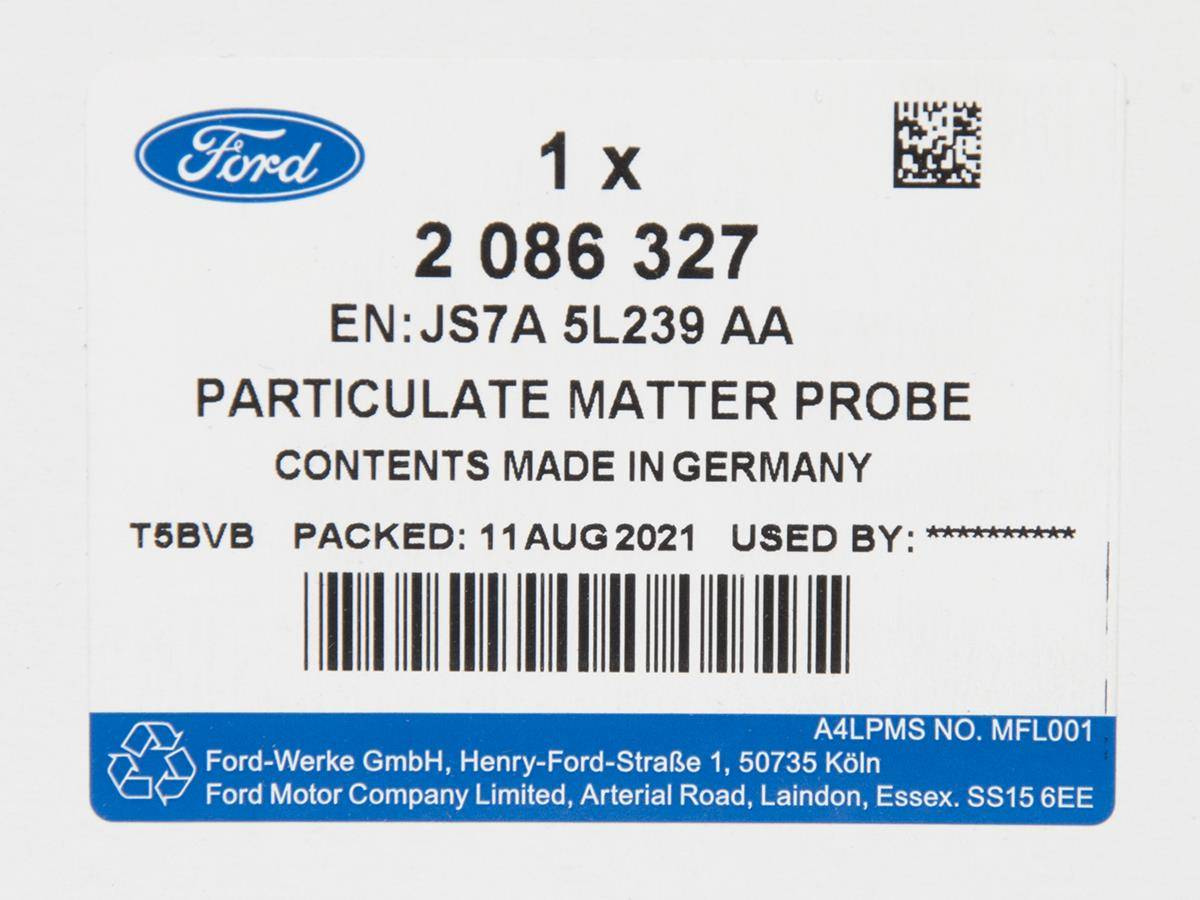 Ford
1 x
2 086 327
EN: JS7A 5L239 AA
PARTICULATE MATTER PROBE
CONTENTS MADE IN GERMANY
T5BVB PACKED: 11 AUG 2021 USED BY: **********
A4LPMS NO. MFL001
Ford-Werke GmbH, Henry-Ford-Straße 1, 50735 Köln
Ford Motor Company Limited, Arterial Road, Laindon, Essex. SS15 6EE